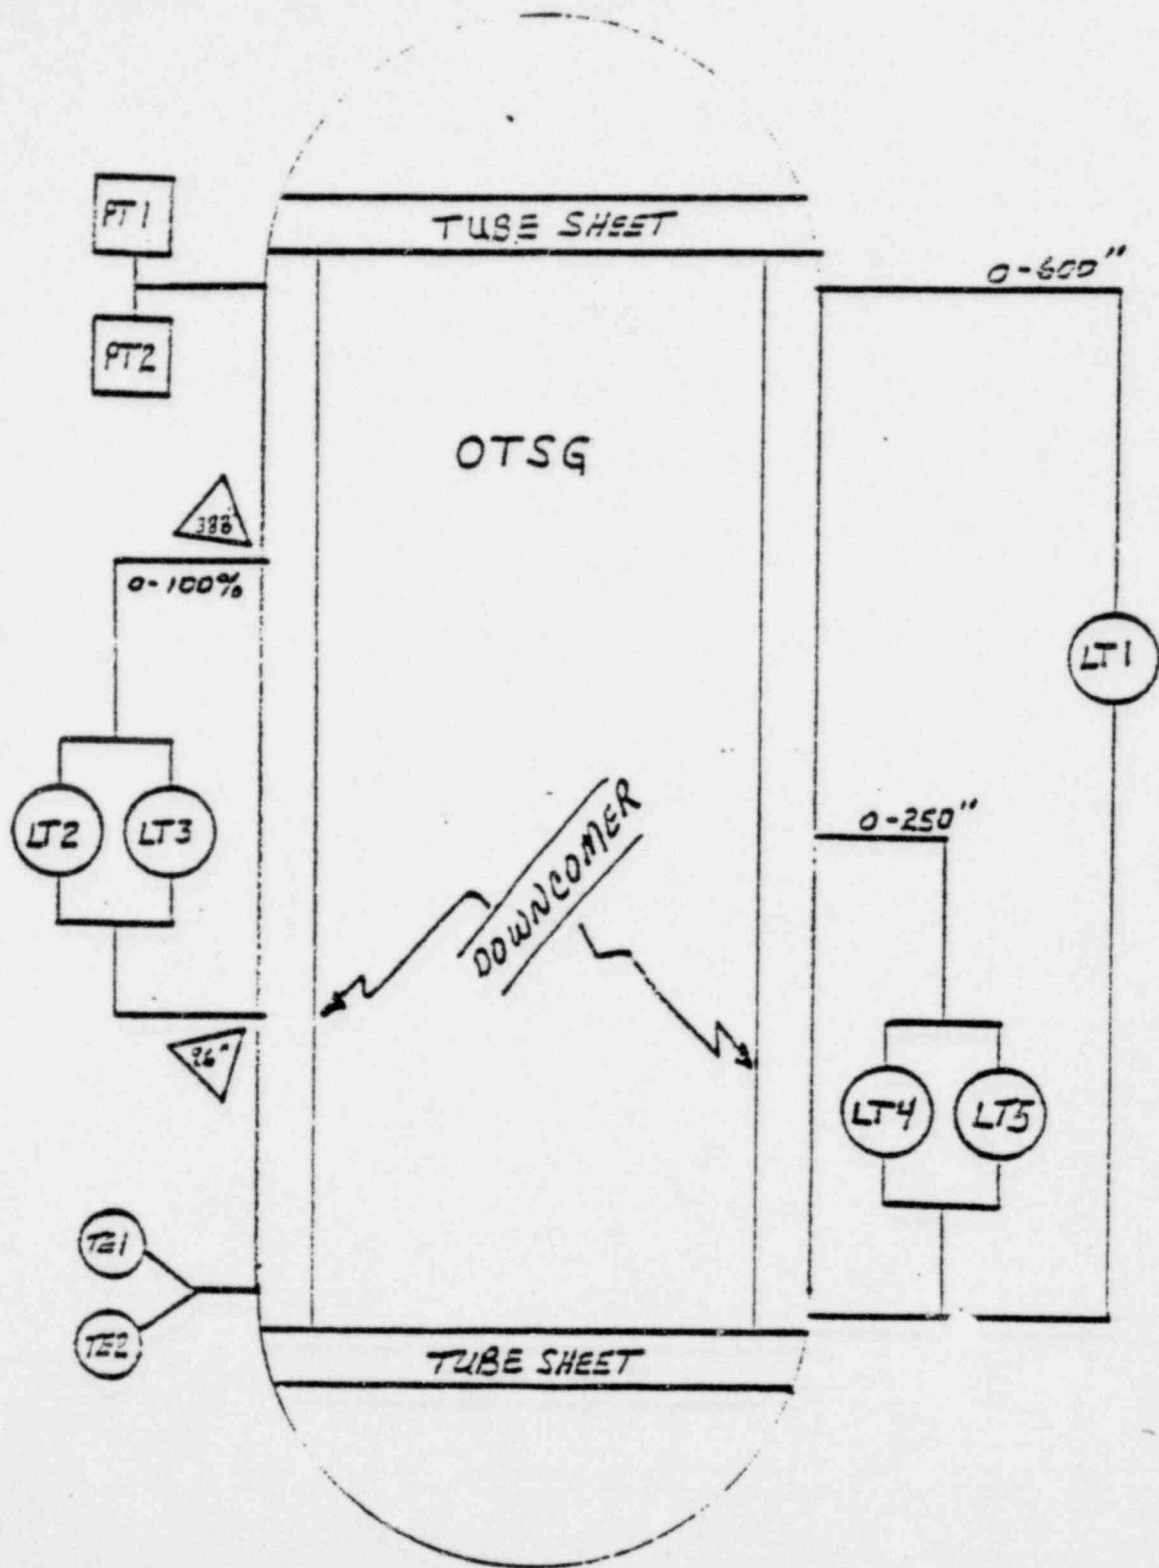 TUBE SHEET
PT1
0-600"
PT2
OTSG
388
0-100%
LT1
LT2
LT3
0-250"
DOWNCOMER
96"
LT4
LT5
TE1
TE2
TUBE SHEET